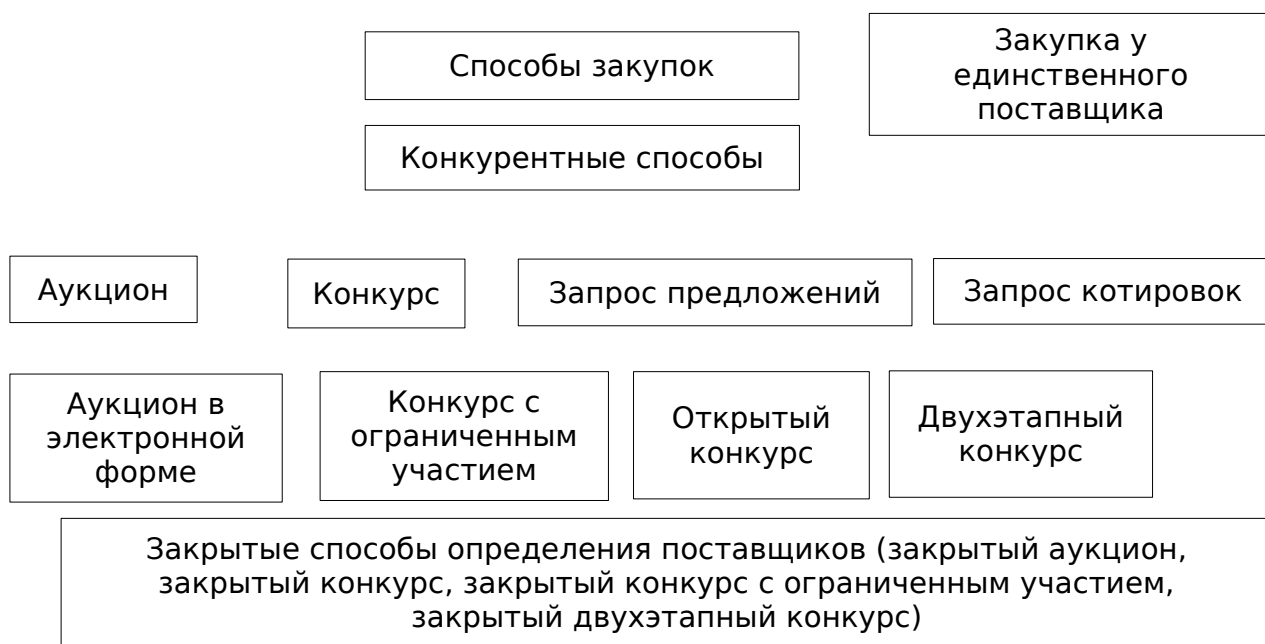 Способы закупок
Закупка у
единственного
поставщика
Конкурентные способы
Аукцион
Конкурс
Запрос предложений
Запрос котировок
Аукцион в
электронной
форме
Конкурс с
ограниченным
участием
Открытый
конкурс
Двухэтапный
конкурс
Закрытые способы определения поставщиков (закрытый аукцион,
закрытый конкурс, закрытый конкурс с ограниченным участием,
закрытый двухэтапный конкурс)